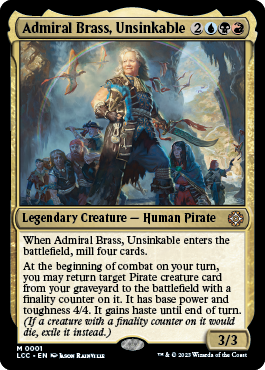 Admiral Brass, Unsinkable 2
Legendary Creature — Human Pirate
When Admiral Brass, Unsinkable enters the
battlefield, mill four cards.
At the beginning of combat on your turn,
you may return target Pirate creature card
from your graveyard to the battlefield with a
finality counter on it. It has base power and
toughness 4/4. It gains haste until end of turn.
(If a creature with a finality counter on it would
die, exile it instead.)
3/3
M 0001
LCC • EN Jason Rainville
™ & © 2023 Wizards of the Coast